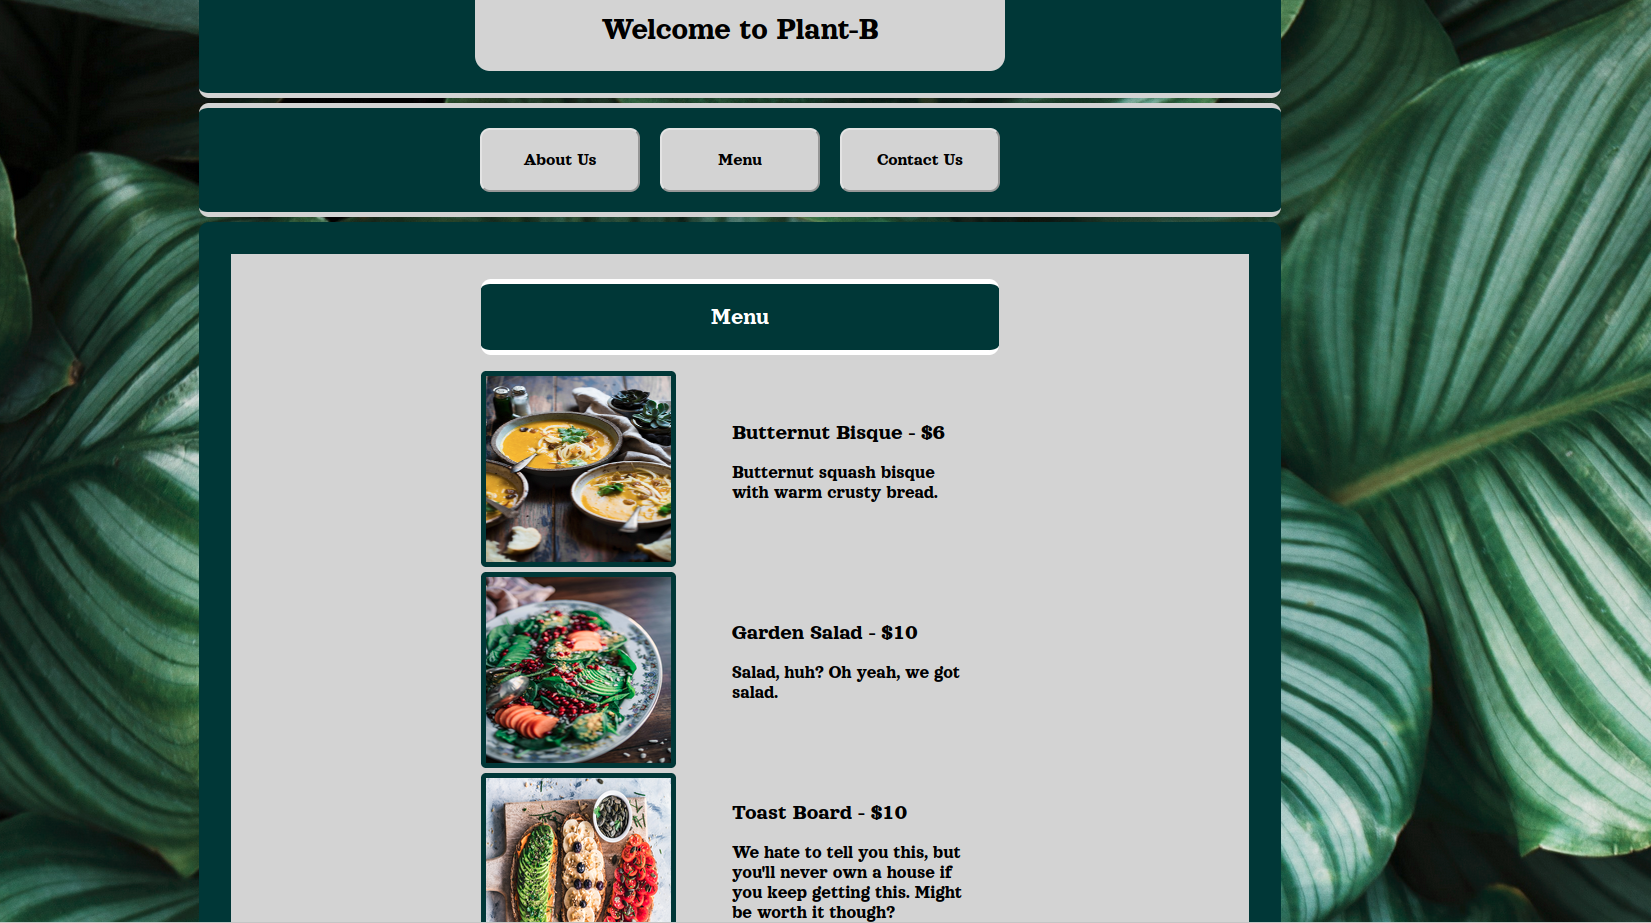 Welcome to Plant-B
About Us
Menu
Contact Us
Menu
Butternut Bisque - $6
Butternut squash bisque
with warm crusty bread.
Garden Salad - $10
Salad, huh? Oh yeah, we got
salad.
Toast Board - $10
We hate to tell you this, but
you'll never own a house if
you keep getting this. Might
be worth it though?